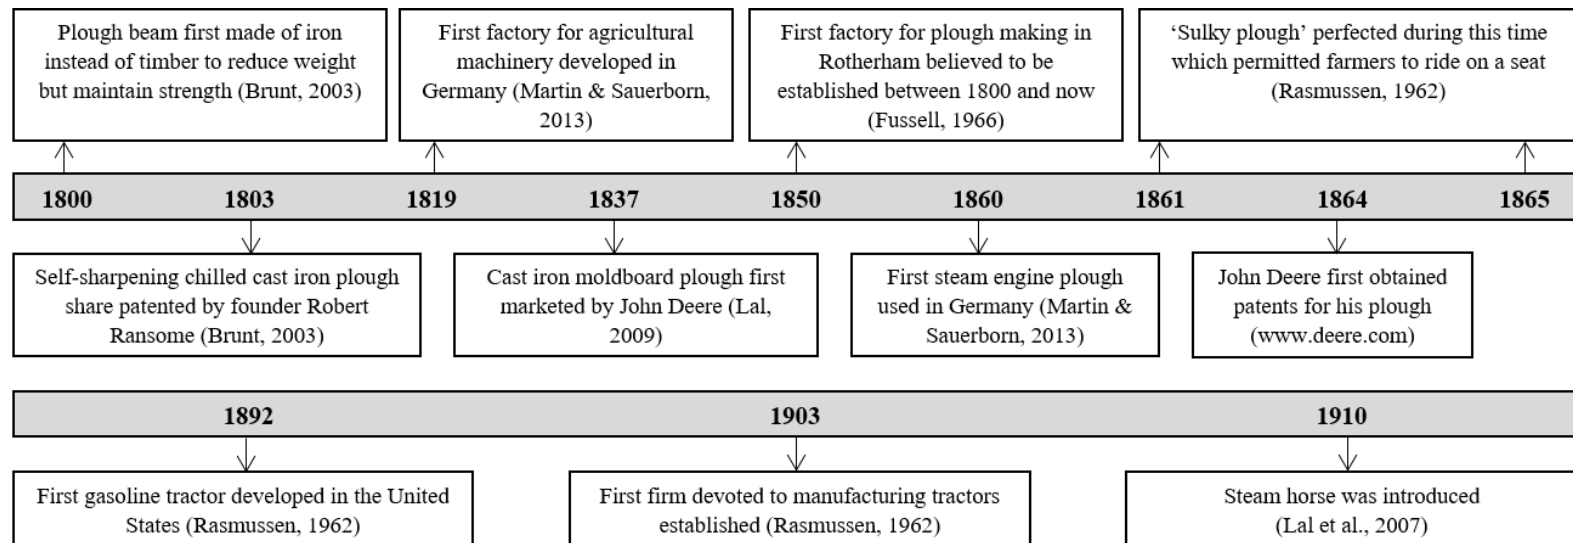 Plough beam first made of iron
instead of timber to reduce weight
but maintain strength (Brunt, 2003)
First factory for agricultural
machinery developed in
Germany (Martin & Sauerborn,
2013)
First factory for plough making in
Rotherham believed to be
established between 1800 and now
(Fussell, 1966)
‘Sulky plough’ perfected during this time
which permitted farmers to ride on a seat
(Rasmussen, 1962)
1800 1803 1819 1837 1850 1860 1861 1864 1865
Self-sharpening chilled cast iron plough
share patented by founder Robert
Ransome (Brunt, 2003)
Cast iron moldboard plough first
marketed by John Deere (Lal,
2009)
First steam engine plough
used in Germany (Martin &
Sauerborn, 2013)
John Deere first obtained
patents for his plough
(www.deere.com)
1892 1903 1910
First gasoline tractor developed in the United
States (Rasmussen, 1962)
First firm devoted to manufacturing tractors
established (Rasmussen, 1962)
Steam horse was introduced
(Lal et al., 2007)